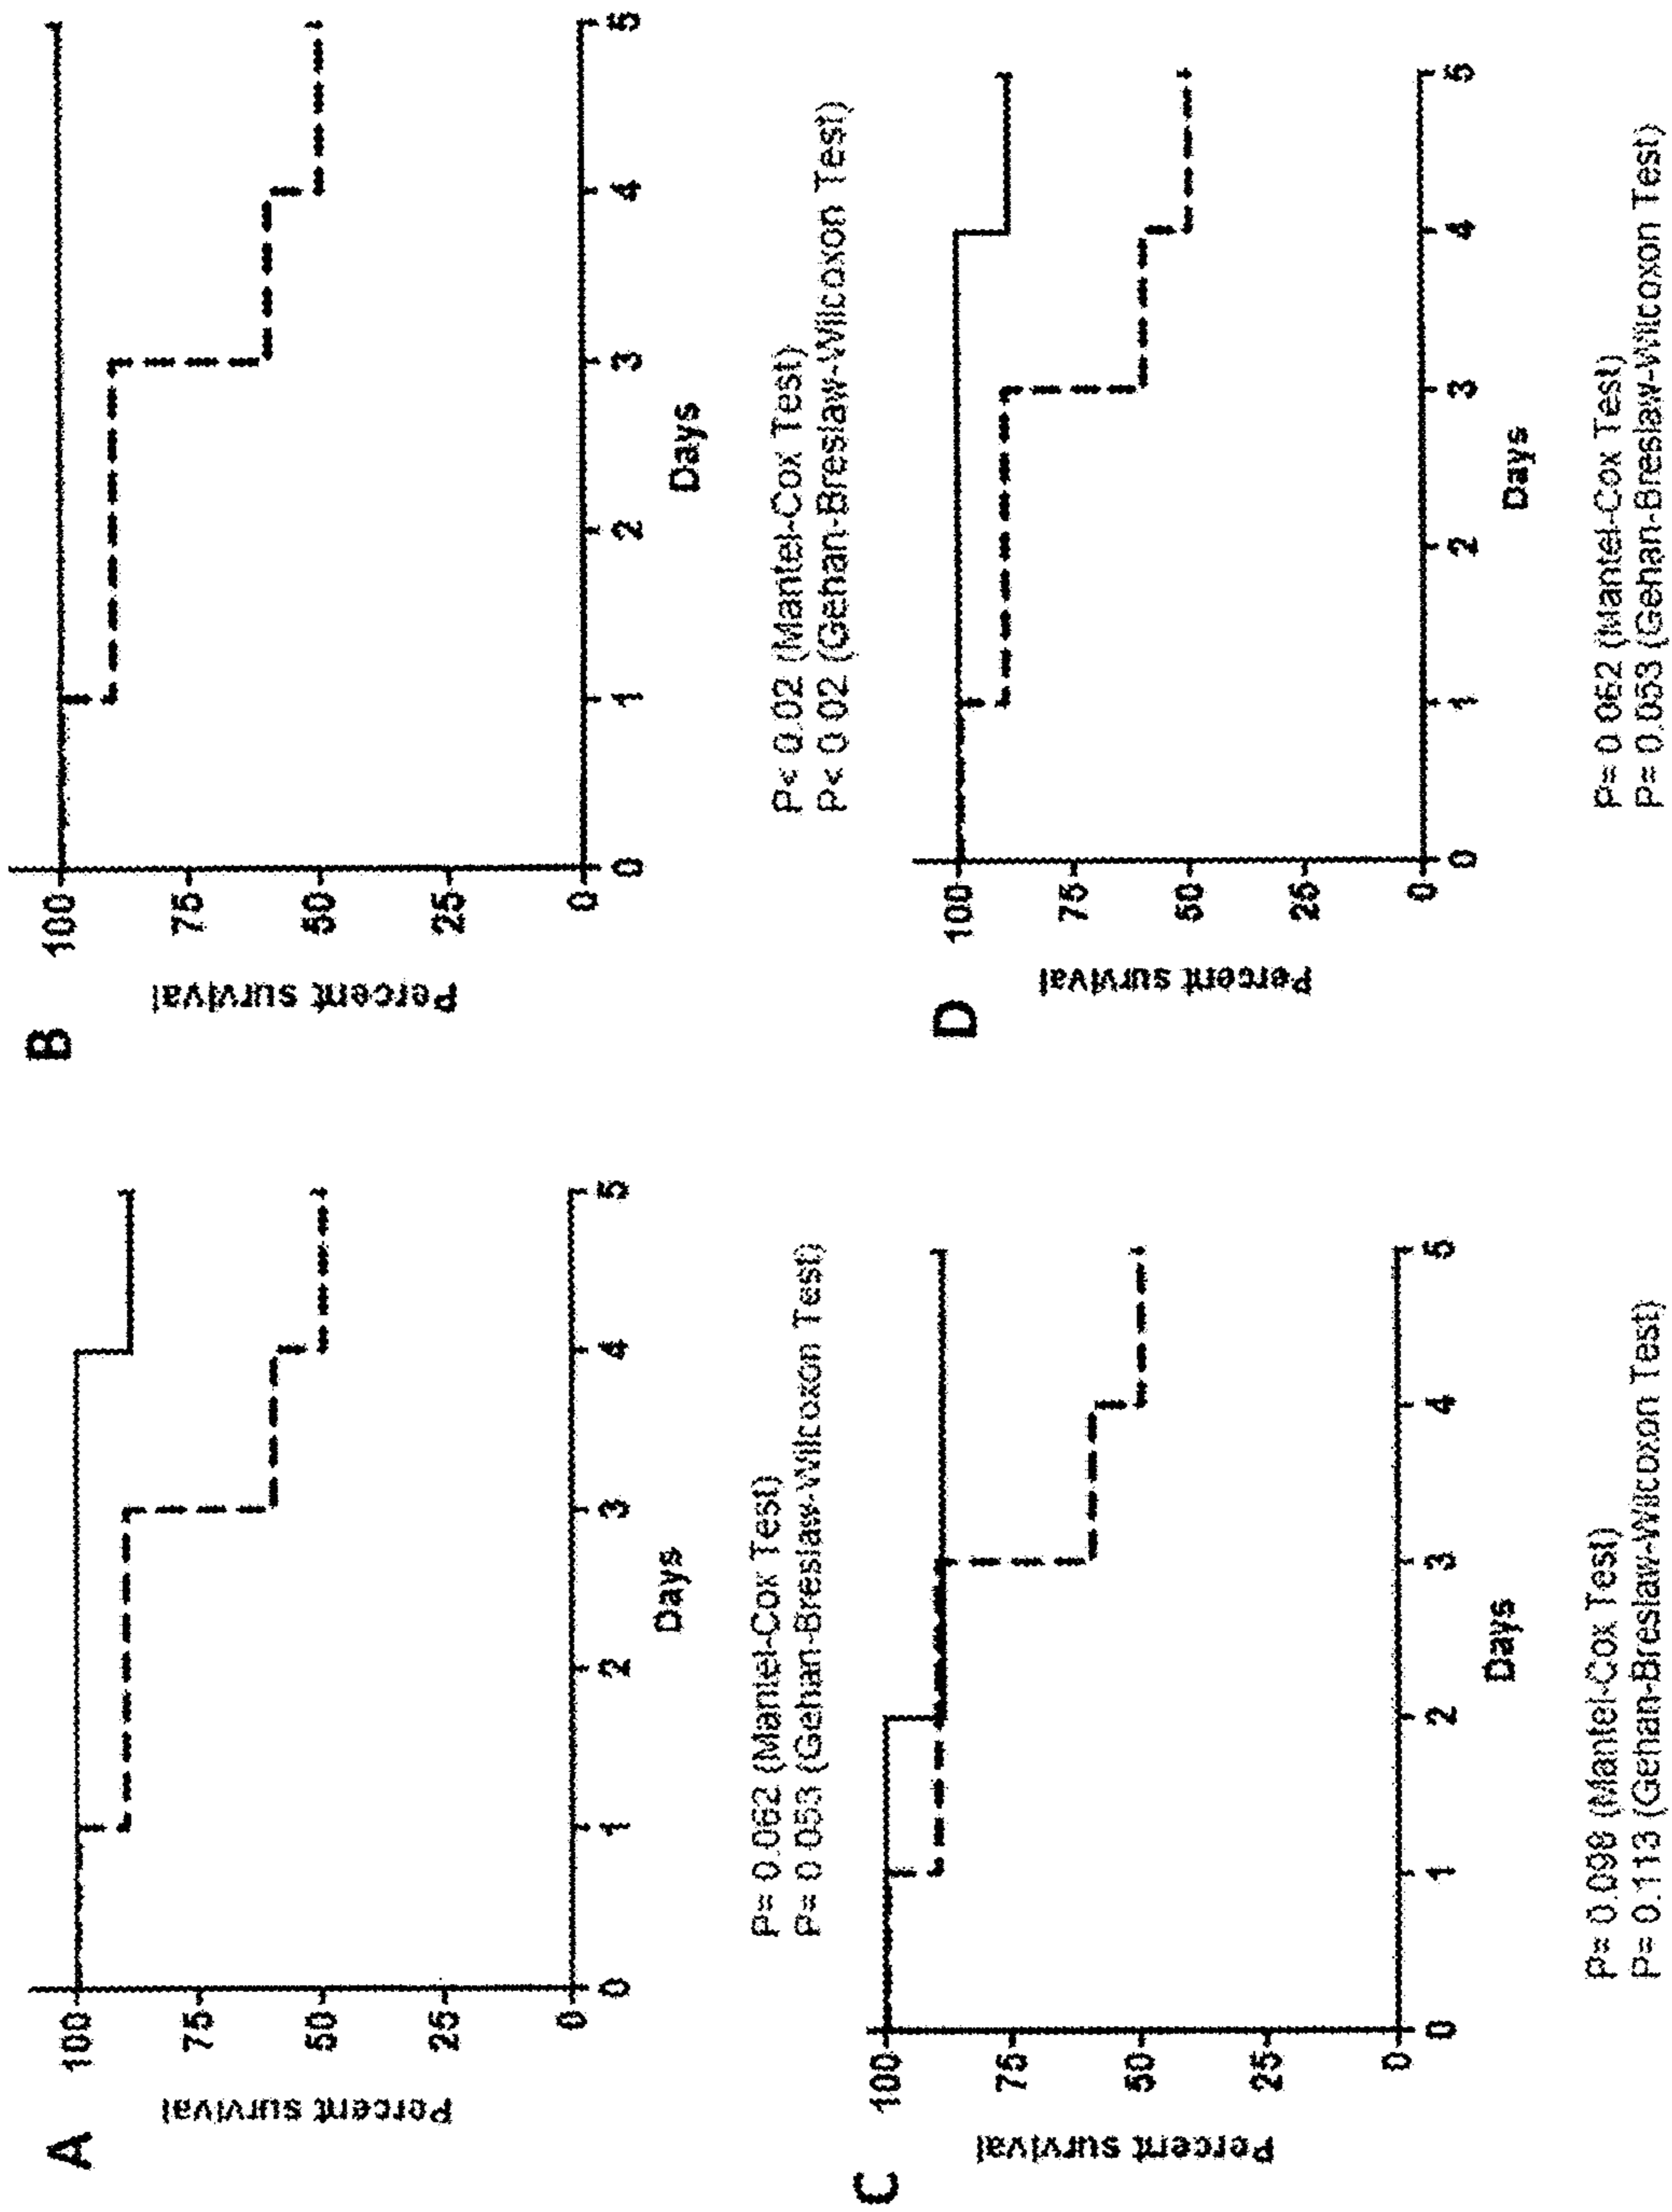 A
Percent survival
100
75
50
25
0
0 1 2 3 4 5
Days
P= 0.062 (Mantel-Cox Test)
P= 0.053 (Gehan-Breslaw-Wilcoxon Test)
B
Percent survival
100
75
50
25
0
0 1 2 3 4 5
Days
P< 0.02 (Mantel-Cox Test)
P< 0.02 (Gehan-Breslaw-Wilcoxon Test)
C
Percent survival
100
75
50
25
0
0 1 2 3 4 5
Days
P= 0.098 (Mantel-Cox Test)
P= 0.113 (Gehan-Breslaw-Wilcoxon Test)
D
Percent survival
100
75
50
25
0
0 1 2 3 4 5
Days
P= 0.062 (Mantel-Cox Test)
P= 0.053 (Gehan-Breslaw-Wilcoxon Test)